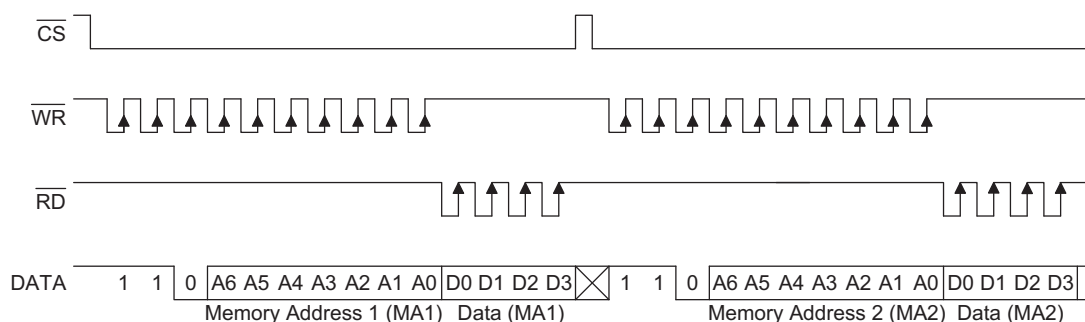 CS
WR
RD
DATA 1 1 0 A6 A5 A4 A3 A2 A1 A0 D0 D1 D2 D3 1 1 0 A6 A5 A4 A3 A2 A1 A0 D0 D1 D2 D3
Memory Address 1 (MA1) Data (MA1) Memory Address 2 (MA2) Data (MA2)